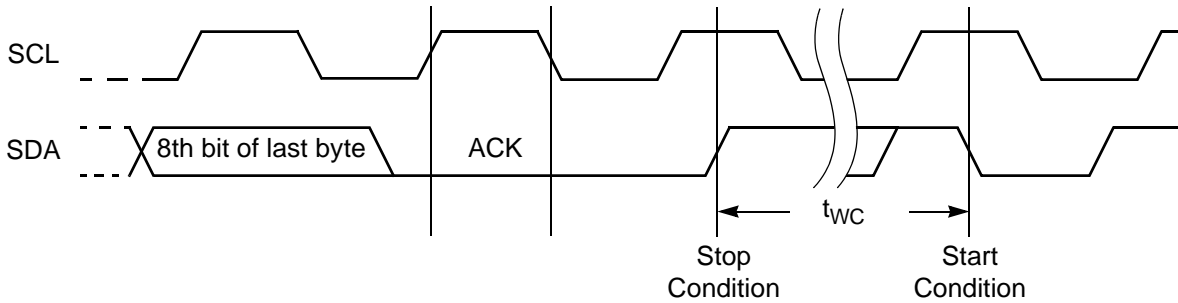 SCL
SDA
8th bit of last byte
ACK
tWC
Stop
Condition
Start
Condition